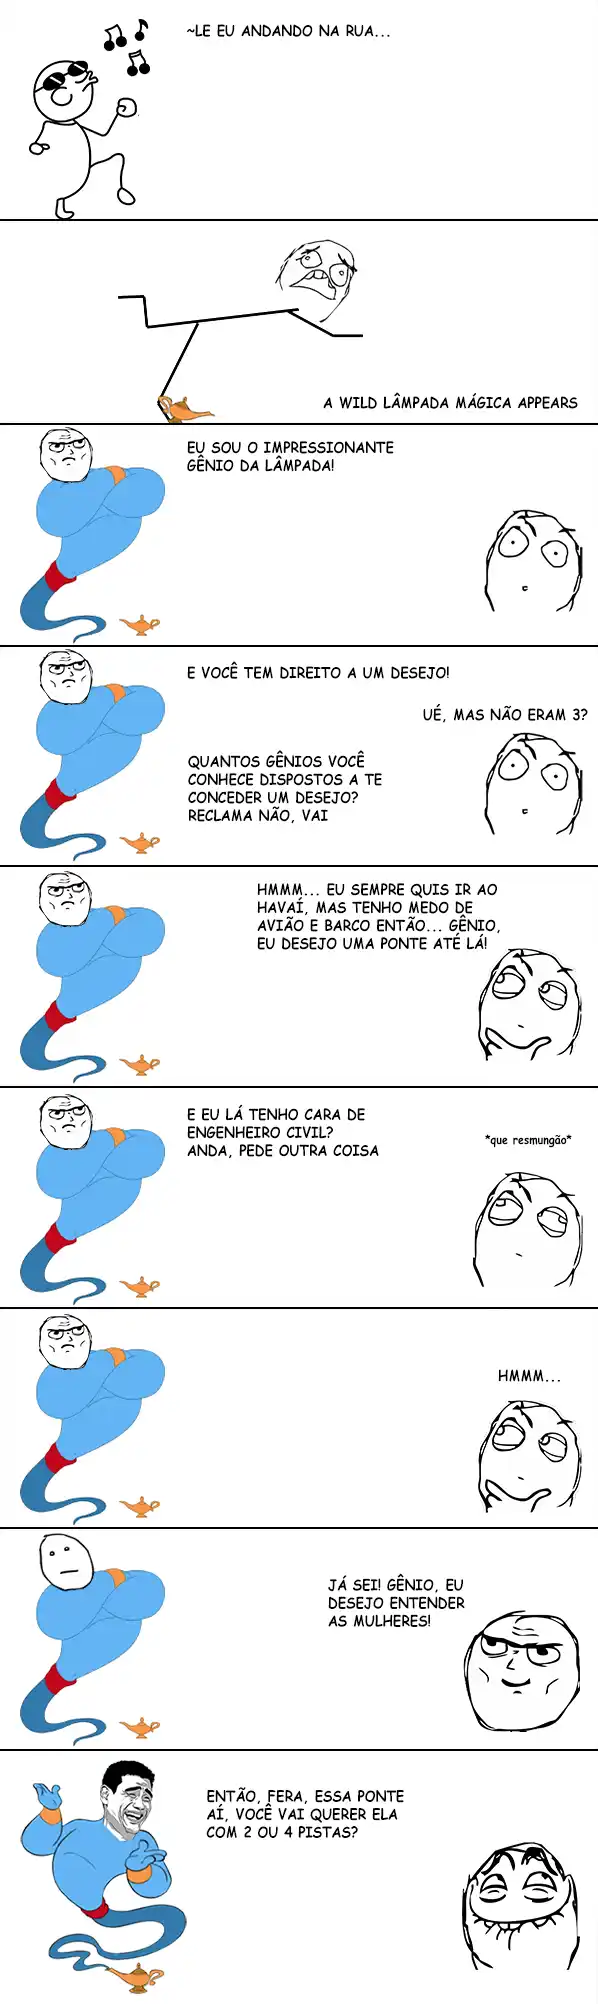 ~LE EU ANDANDO NA RUA...
A WILD LÂMPADA MÁGICA APPEARS
EU SOU O IMPRESSIONANTE
GÊNIO DA LÂMPADA!
E VOCÊ TEM DIREITO A UM DESEJO!
UÉ, MAS NÃO ERAM 3?
QUANTOS GÊNIOS VOCÊ
CONHECE DISPOSTOS A TE
CONCEDER UM DESEJO?
RECLAMA NÃO, VAI
HMMM... EU SEMPRE QUIS IR AO
HAVAÍ, MAS TENHO MEDO DE
AVIÃO E BARCO ENTÃO... GÊNIO,
EU DESEJO UMA PONTE ATÉ LÁ!
E EU LÁ TENHO CARA DE
ENGENHEIRO CIVIL?
ANDA, PEDE OUTRA COISA
*que resmungão*
HMMM...
JÁ SEI! GÊNIO, EU
DESEJO ENTENDER
AS MULHERES!
ENTÃO, FERA, ESSA PONTE
AÍ, VOCÊ VAI QUERER ELA
COM 2 OU 4 PISTAS?